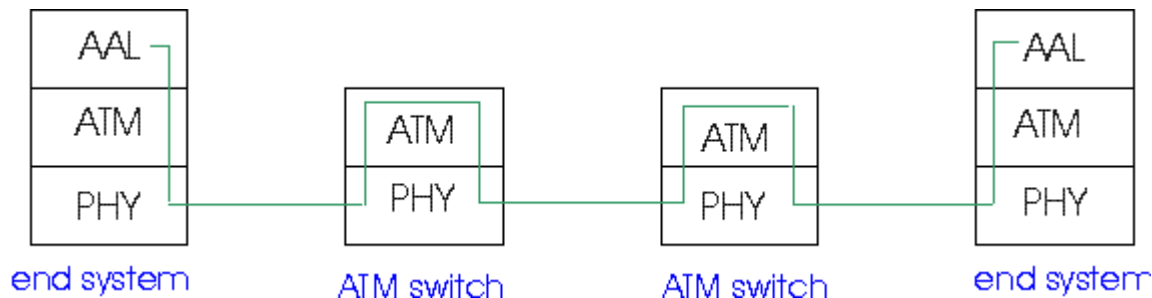 AAL
ATM
PHY
end system
ATM
PHY
ATM switch
ATM
PHY
ATM switch
AAL
ATM
PHY
end system